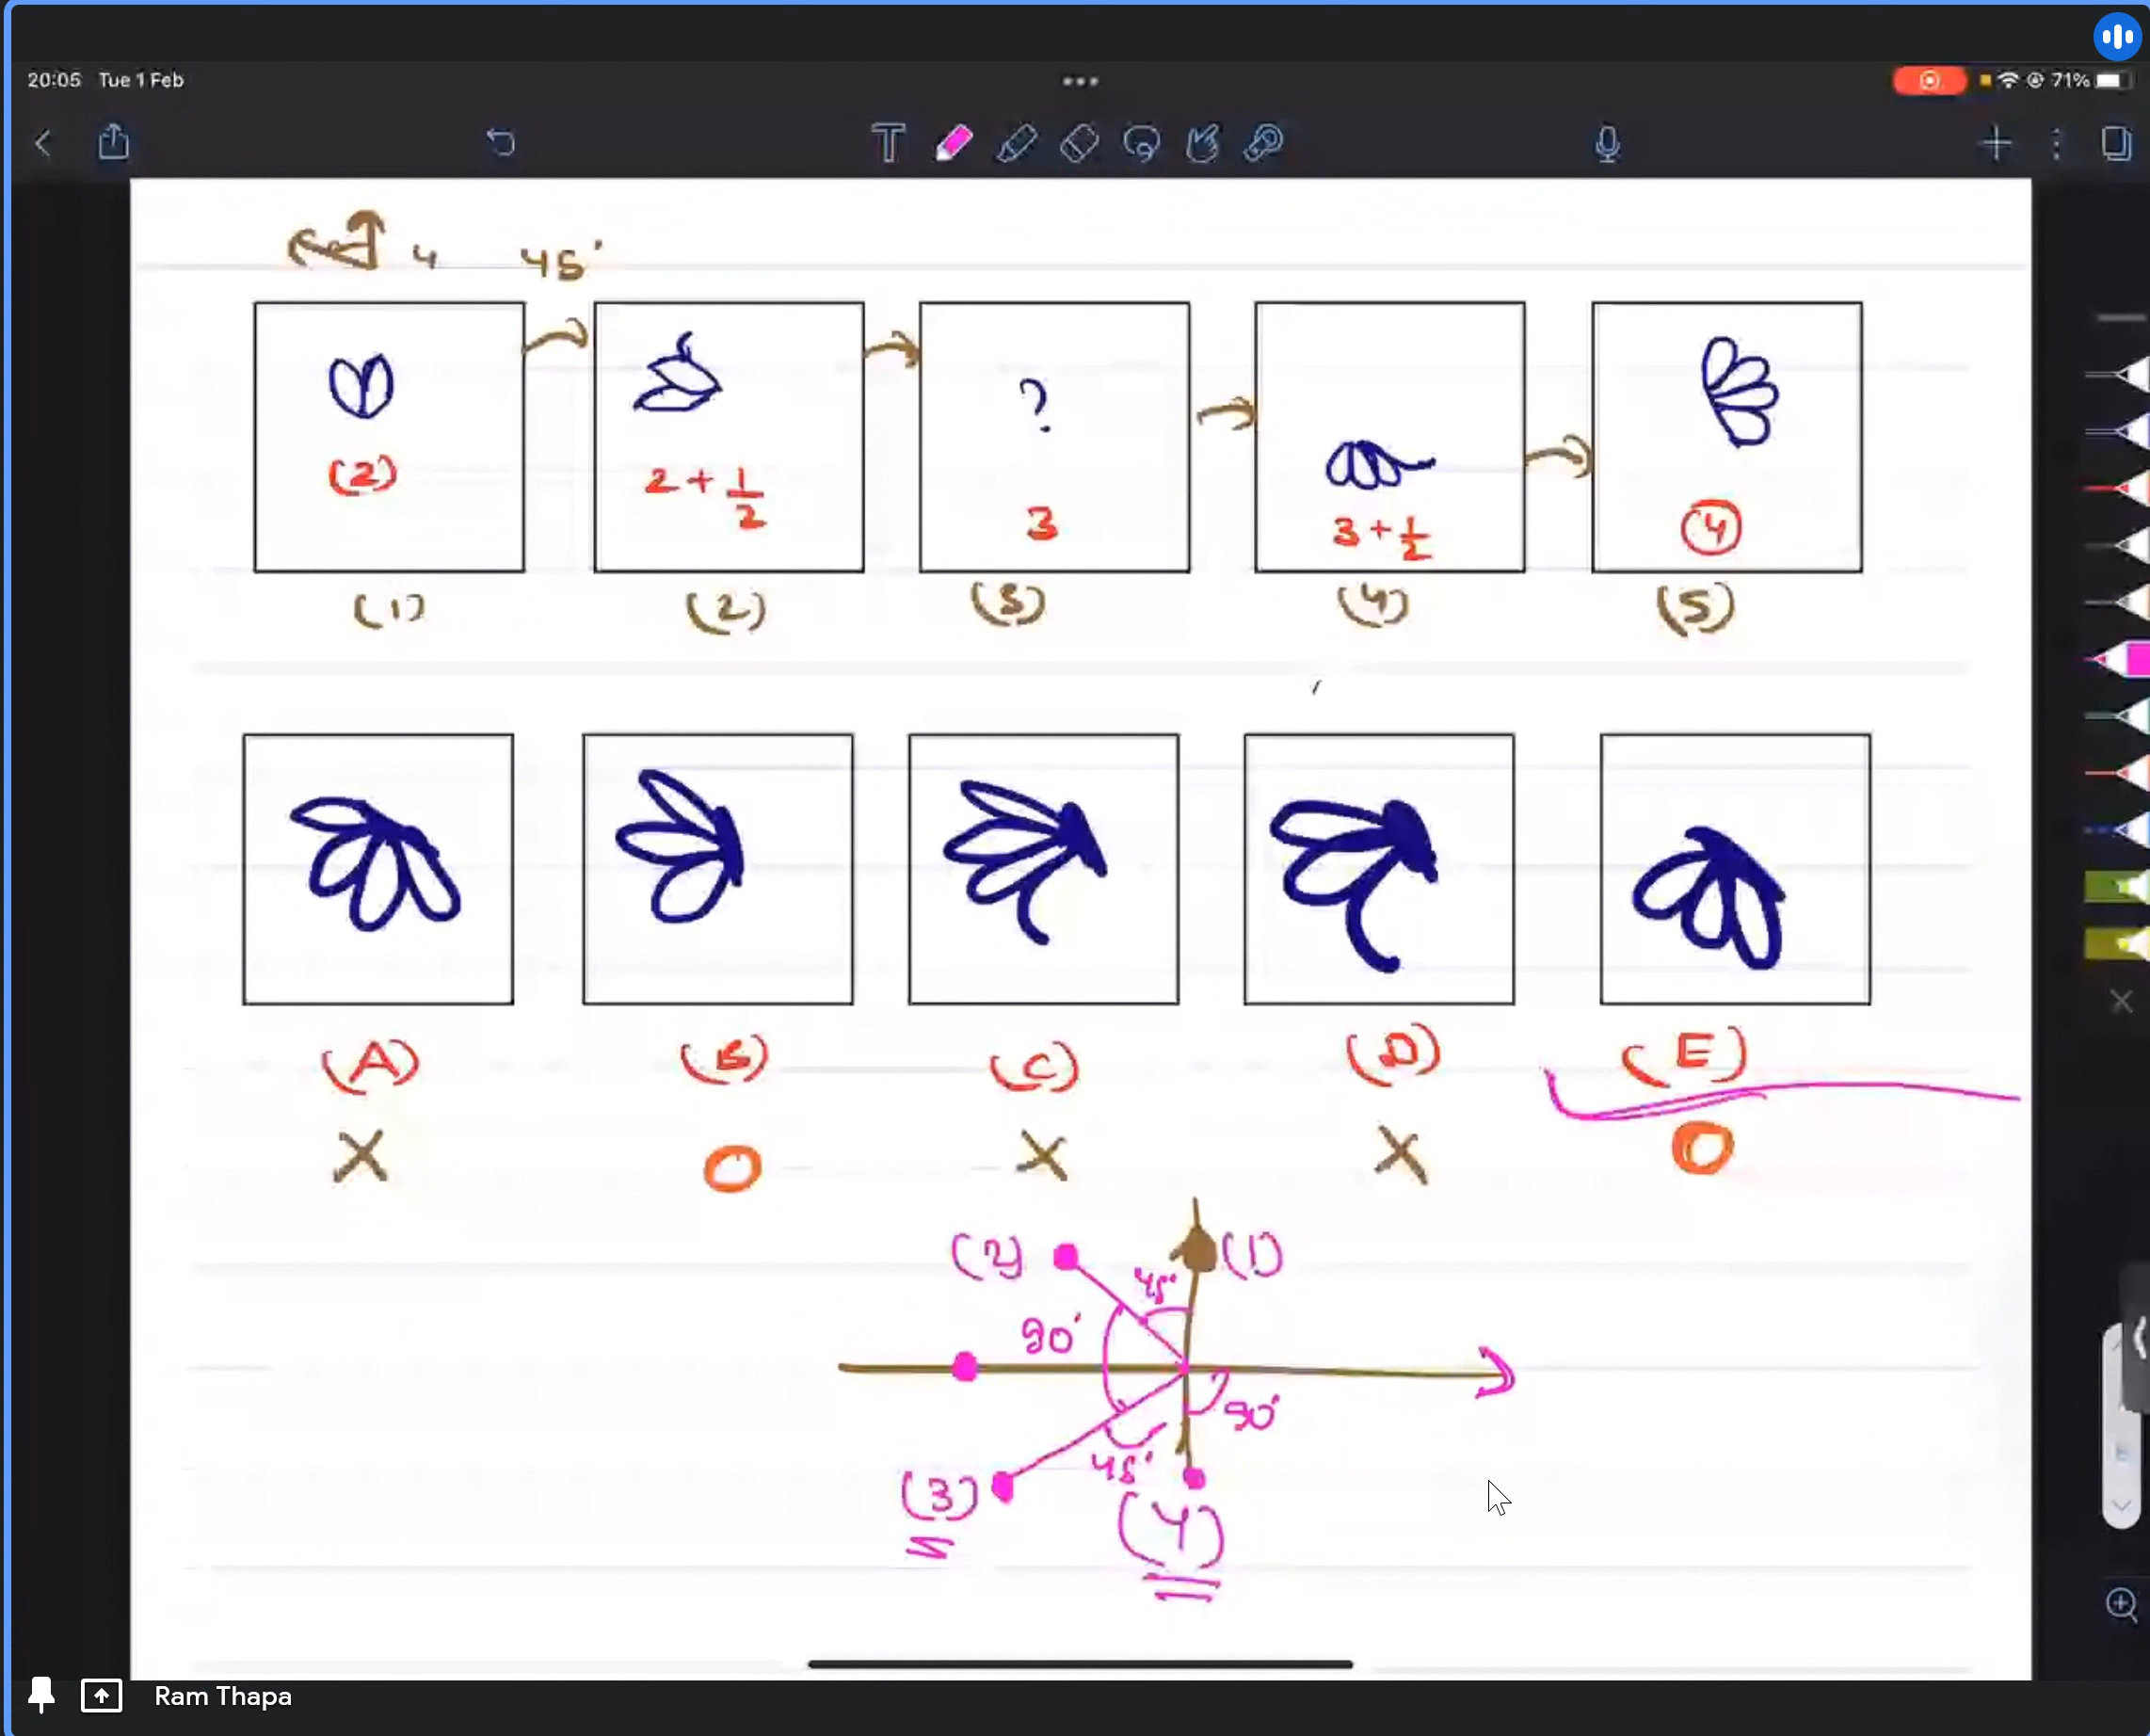 20:05 Tue 1 Feb
71%
T
4 45°
?
(2)
2 + 1/2
3
3 + 1/2
4
(1) (2) (3) (4) (5)
(A) (B) (C) (D) (E)
X O X X O
(2) (1)
45°
90°
90°
45°
(3)
(4)
Ram Thapa